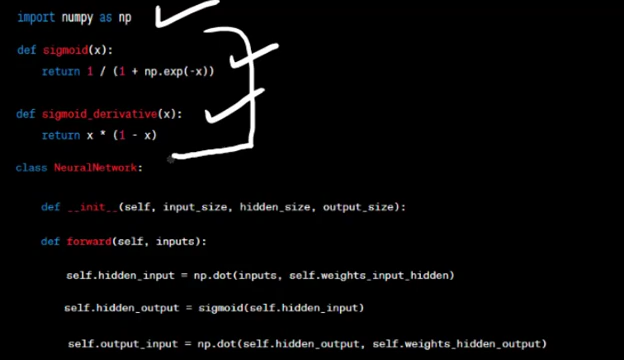 import numpy as np
def sigmoid(x):
return 1 / (1 + np.exp(-x))
def sigmoid_derivative(x):
return x * (1 - x)
class NeuralNetwork:
def __init__(self, input_size, hidden_size, output_size):
def forward(self, inputs):
self.hidden_input = np.dot(inputs, self.weights_input_hidden)
self.hidden_output = sigmoid(self.hidden_input)
self.output_input = np.dot(self.hidden_output, self.weights_hidden_output)